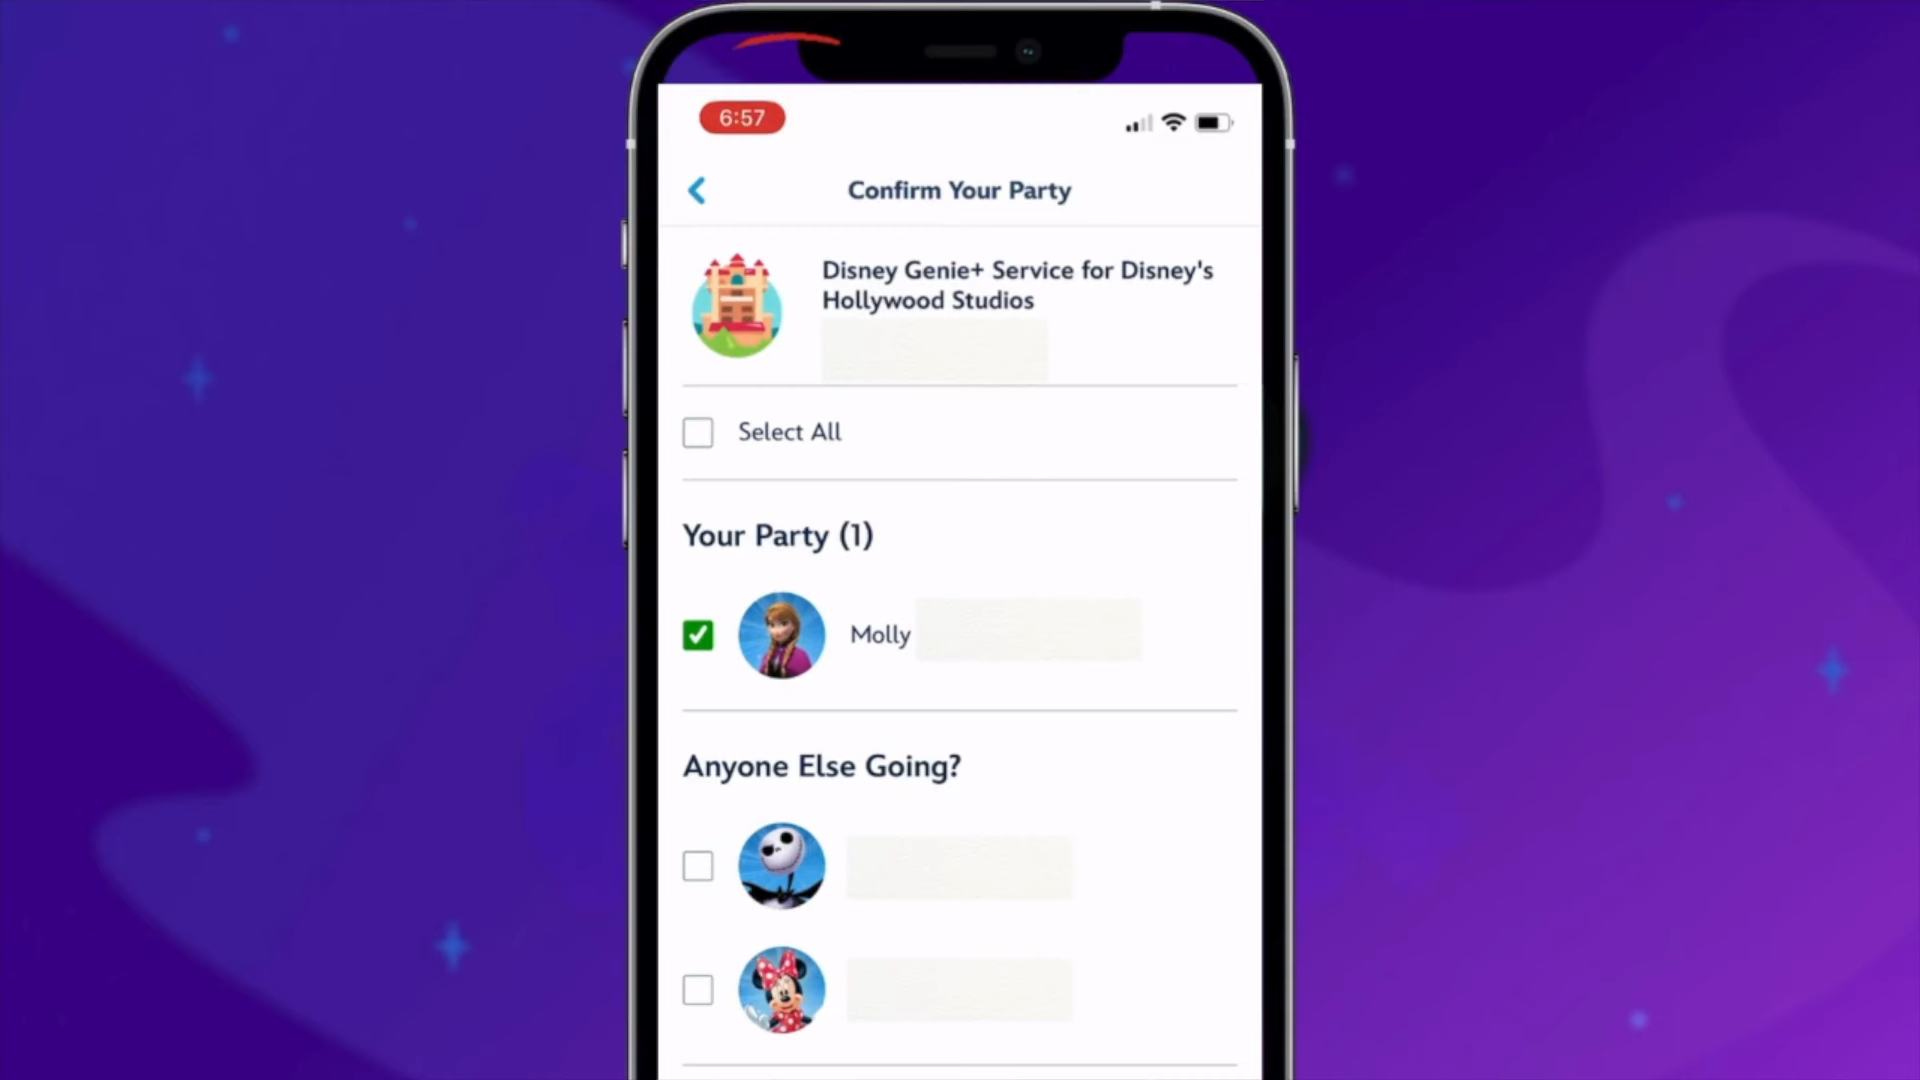 6:57
Confirm Your Party
Disney Genie+ Service for Disney's
Hollywood Studios
Select All
Your Party (1)
Molly
Anyone Else Going?